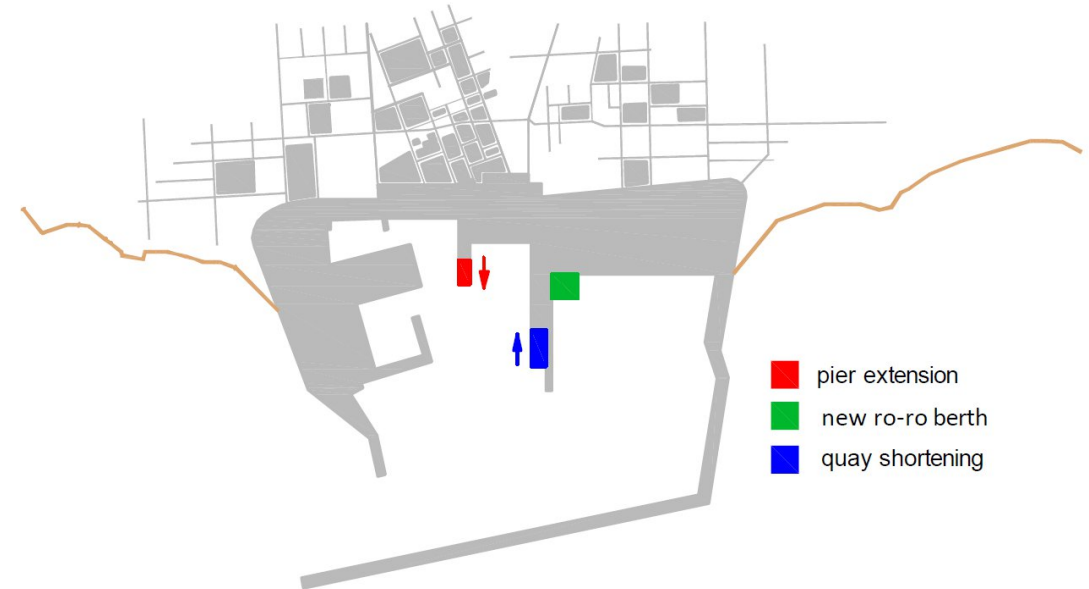 pier extension
new ro-ro berth
quay shortening